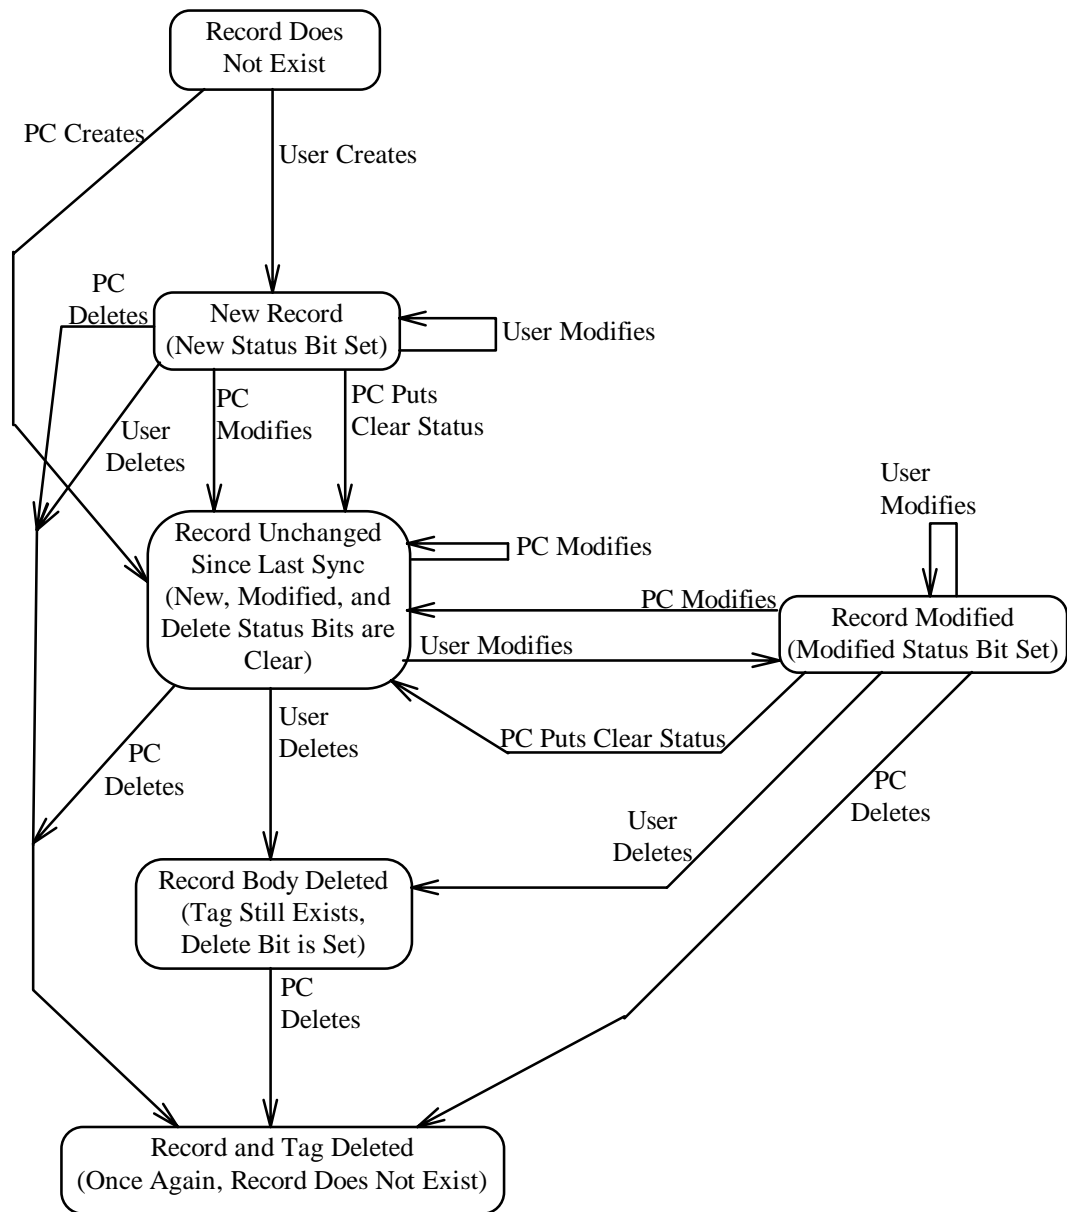 Record Does
Not Exist
PC Creates
User Creates
PC
Deletes
New Record
(New Status Bit Set)
User Modifies
User
Deletes
PC
Modifies
PC Puts
Clear Status
User
Modifies
Record Unchanged
Since Last Sync
(New, Modified, and
Delete Status Bits are
Clear)
PC Modifies
PC Modifies
Record Modified
(Modified Status Bit Set)
User Modifies
PC Puts Clear Status
User
Deletes
PC
Deletes
PC
Deletes
User
Deletes
Record Body Deleted
(Tag Still Exists,
Delete Bit is Set)
PC
Deletes
Record and Tag Deleted
(Once Again, Record Does Not Exist)